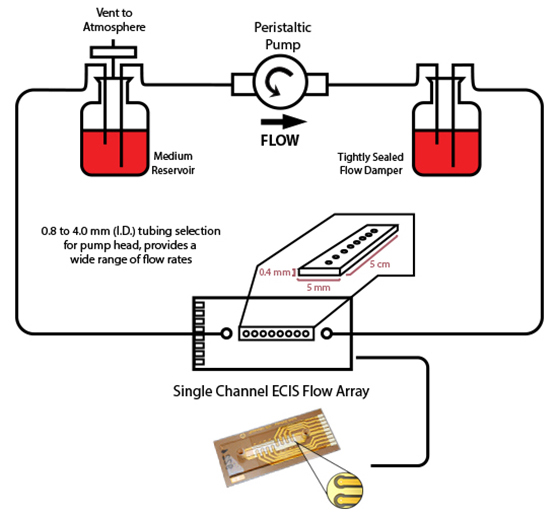 Vent to
Atmosphere
Peristaltic
Pump
FLOW
Medium
Reservoir
Tightly Sealed
Flow Damper
0.8 to 4.0 mm (I.D.) tubing selection
for pump head, provides a
wide range of flow rates
0.4 mm
5 mm
5 cm
Single Channel ECIS Flow Array